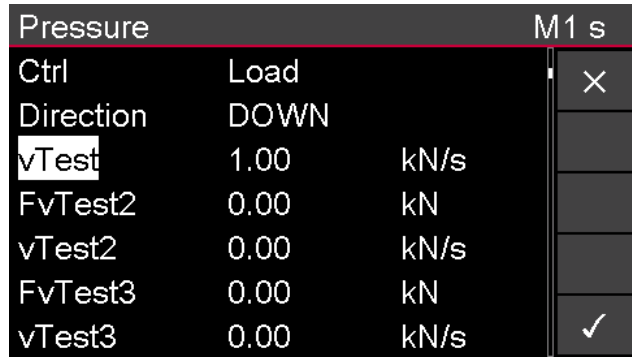 Pressure M1 s
Ctrl Load
Direction DOWN
vTest 1.00 kN/s
FvTest2 0.00 kN
vTest2 0.00 kN/s
FvTest3 0.00 kN
vTest3 0.00 kN/s